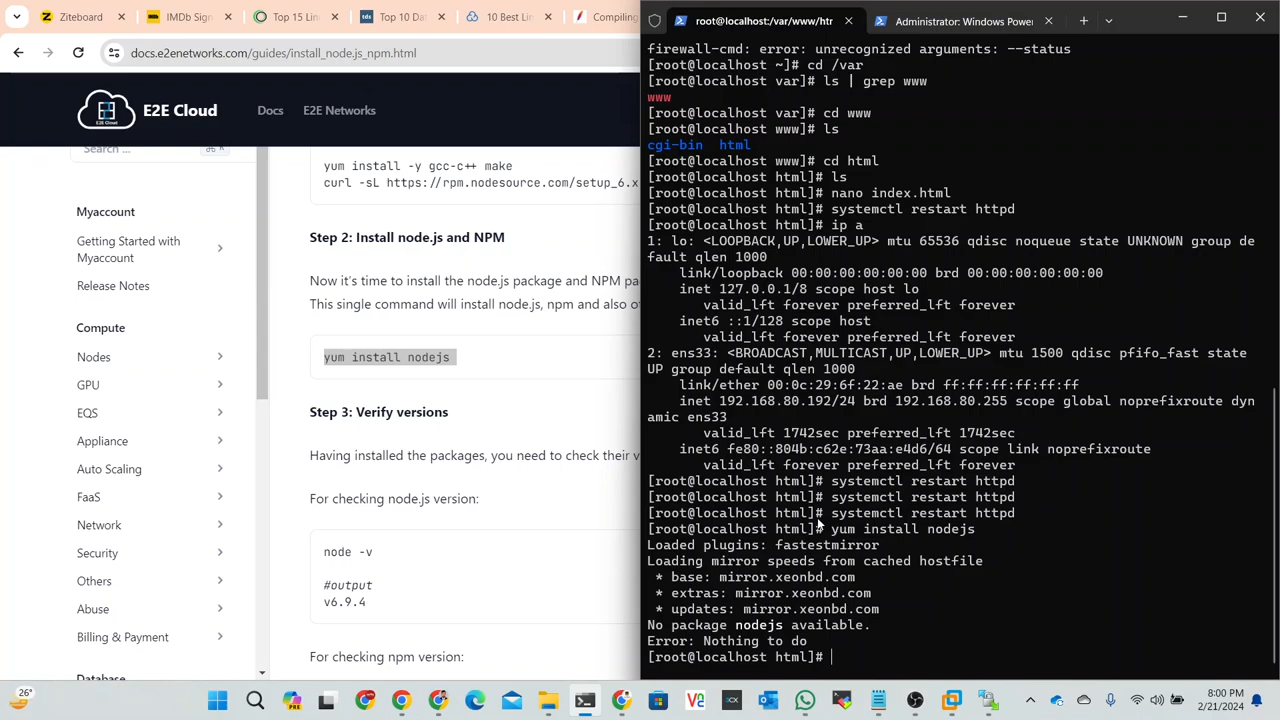 Ziteboard
IMDb Sign
Top 15 Li
Top 10 Dat
10 Best Lin
Compiling
docs.e2enetworks.com/guides/install_node_js_npm.html
E2E Cloud
Docs
E2E Networks
Search ...
Myaccount
Getting Started with
Myaccount
Release Notes
Compute
Nodes
GPU
EQS
Appliance
Auto Scaling
FaaS
Network
Security
Others
Abuse
Billing & Payment
Database
yum install -y gcc-c++ make
curl -sL https://rpm.nodesource.com/setup_6.x
Step 2: Install node.js and NPM
Now it's time to install the node.js package and NPM pa
This single command will install node.js, npm and also ot
yum install nodejs
Step 3: Verify versions
Having installed the packages, you need to check their v
For checking node.js version:
node -v
#output
v6.9.4
For checking npm version:
root@localhost:/var/www/htr
Administrator: Windows Power
firewall-cmd: error: unrecognized arguments: --status
[root@localhost ~]# cd /var
[root@localhost var]# ls | grep www
www
[root@localhost var]# cd www
[root@localhost www]# ls
cgi-bin  html
[root@localhost www]# cd html
[root@localhost html]# ls
[root@localhost html]# nano index.html
[root@localhost html]# systemctl restart httpd
[root@localhost html]# ip a
1: lo: <LOOPBACK,UP,LOWER_UP> mtu 65536 qdisc noqueue state UNKNOWN group de
fault qlen 1000
    link/loopback 00:00:00:00:00:00 brd 00:00:00:00:00:00
    inet 127.0.0.1/8 scope host lo
       valid_lft forever preferred_lft forever
    inet6 ::1/128 scope host
       valid_lft forever preferred_lft forever
2: ens33: <BROADCAST,MULTICAST,UP,LOWER_UP> mtu 1500 qdisc pfifo_fast state
UP group default qlen 1000
    link/ether 00:0c:29:6f:22:ae brd ff:ff:ff:ff:ff:ff
    inet 192.168.80.192/24 brd 192.168.80.255 scope global noprefixroute dyn
amic ens33
       valid_lft 1742sec preferred_lft 1742sec
    inet6 fe80::804b:c62e:73aa:e4d6/64 scope link noprefixroute
       valid_lft forever preferred_lft forever
[root@localhost html]# systemctl restart httpd
[root@localhost html]# systemctl restart httpd
[root@localhost html]# systemctl restart httpd
[root@localhost html]# yum install nodejs
Loaded plugins: fastestmirror
Loading mirror speeds from cached hostfile
 * base: mirror.xeonbd.com
 * extras: mirror.xeonbd.com
 * updates: mirror.xeonbd.com
No package nodejs available.
Error: Nothing to do
[root@localhost html]#
26°
8:00 PM
2/21/2024